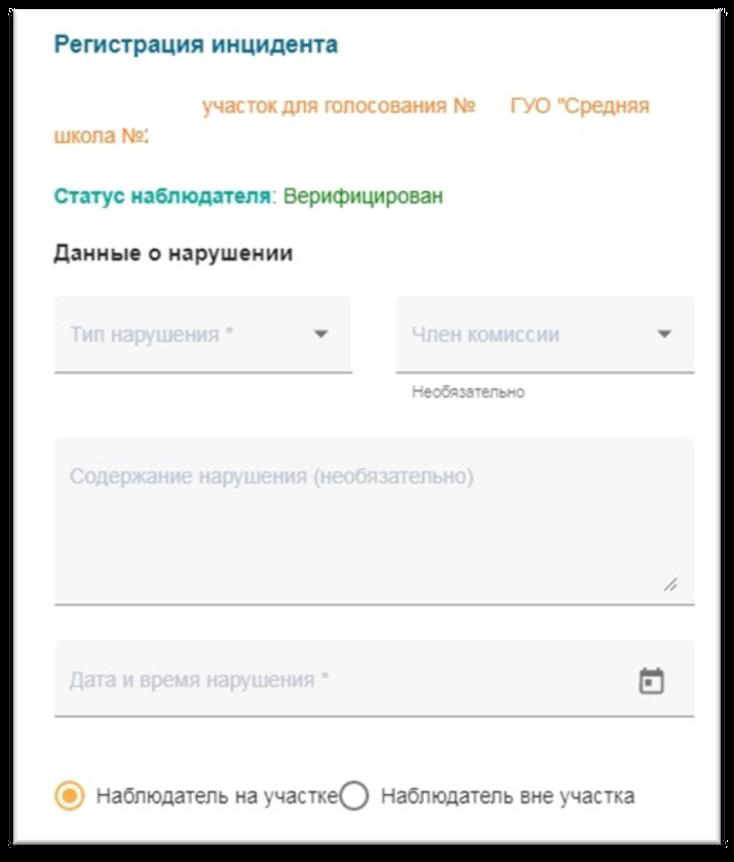 Регистрация инцидента
участок для голосования № ГУО "Средняя
школа №
Статус наблюдателя: Верифицирован
Данные о нарушении
Тип нарушения * Член комиссии
Необязательно
Содержание нарушения (необязательно)
Дата и время нарушения *
Наблюдатель на участке Наблюдатель вне участка